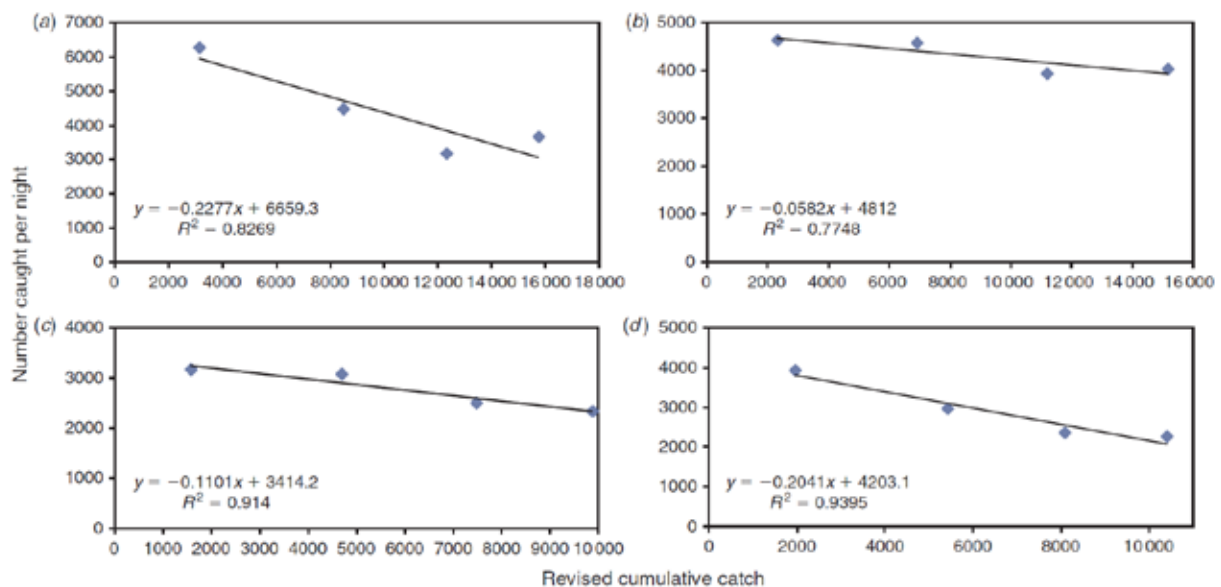 (a)
7000
6000
5000
4000
3000
2000
1000
0
y = −0.2277x + 6659.3
R² − 0.8269
0 2000 4000 6000 8000 10 000 12 000 14 000 16 000 18 000
(b)
5000
4000
3000
2000
1000
0
y = −0.0582x + 4812
R² − 0.7748
0 2000 4000 6000 8000 10 000 12 000 14 000 16 000
Number caught per night
(c)
4000
3000
2000
1000
0
y = −0.1101x + 3414.2
R² − 0.914
0 1000 2000 3000 4000 5000 6000 7000 8000 9000 10 000
(d)
5000
4000
3000
2000
1000
0
y = −0.2041x + 4203.1
R² − 0.9395
0 2000 4000 6000 8000 10 000
Revised cumulative catch